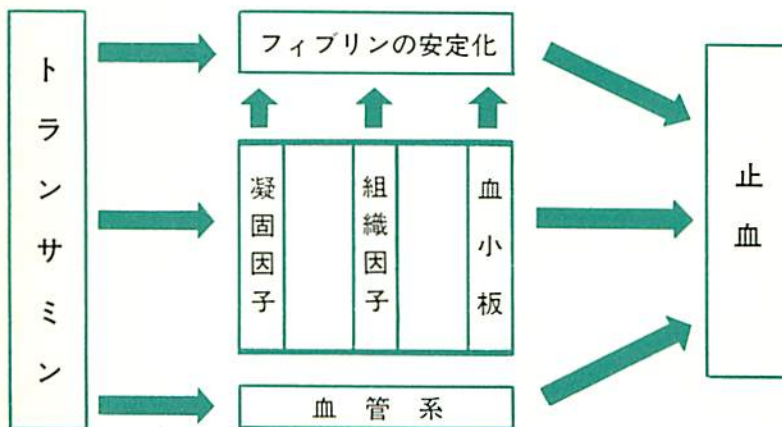 トランサミン
フィブリンの安定化
凝固因子
組織因子
血小板
血管系
止血